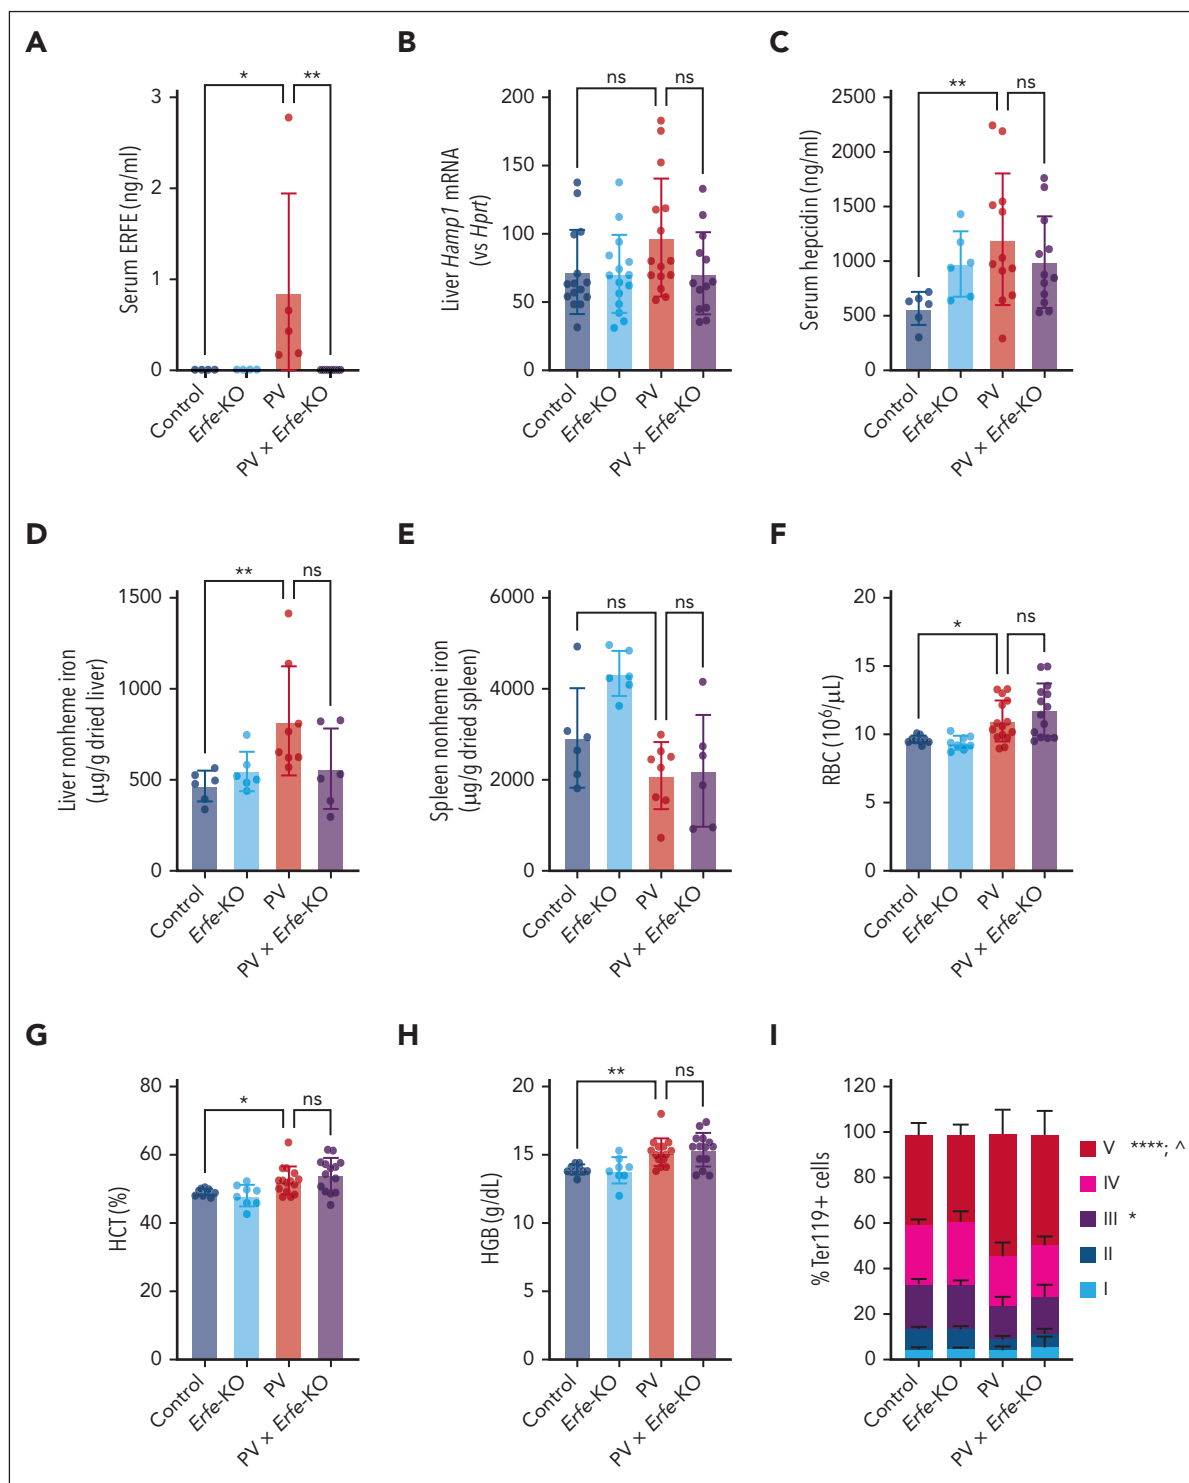 A
Serum ERFE (ng/ml)
3
2
1
0
*
**
Control
Erfe-KO
PV
PV × Erfe-KO
B
Liver Hamp1 mRNA
(vs Hprt)
200
150
100
50
0
ns
ns
Control
Erfe-KO
PV
PV × Erfe-KO
C
Serum hepcidin (ng/ml)
2500
2000
1500
1000
500
0
**
ns
Control
Erfe-KO
PV
PV × Erfe-KO
D
Liver nonheme iron
(µg/g dried liver)
1500
1000
500
0
**
ns
Control
Erfe-KO
PV
PV × Erfe-KO
E
Spleen nonheme iron
(µg/g dried spleen)
6000
4000
2000
0
ns
ns
Control
Erfe-KO
PV
PV × Erfe-KO
F
RBC (10⁶/µL)
20
15
10
5
0
*
ns
Control
Erfe-KO
PV
PV × Erfe-KO
G
HCT (%)
80
60
40
20
0
*
ns
Control
Erfe-KO
PV
PV × Erfe-KO
H
HGB (g/dL)
20
15
10
5
0
**
ns
Control
Erfe-KO
PV
PV × Erfe-KO
I
% Ter119+ cells
120
100
80
60
40
20
0
Control
Erfe-KO
PV
PV × Erfe-KO
V ****; ^
IV
III *
II
I